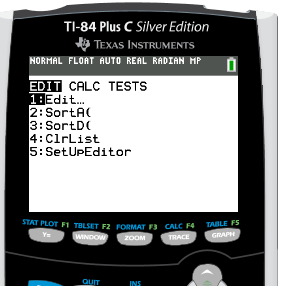 TI-84 Plus C Silver Edition
TEXAS INSTRUMENTS
NORMAL FLOAT AUTO REAL RADIAN MP
EDIT CALC TESTS
1:Edit…
2:SortA(
3:SortD(
4:ClrList
5:SetUpEditor
STAT PLOT F1 TBLSET F2 FORMAT F3 CALC F4 TABLE F5
Y= WINDOW ZOOM TRACE GRAPH
QUIT INS